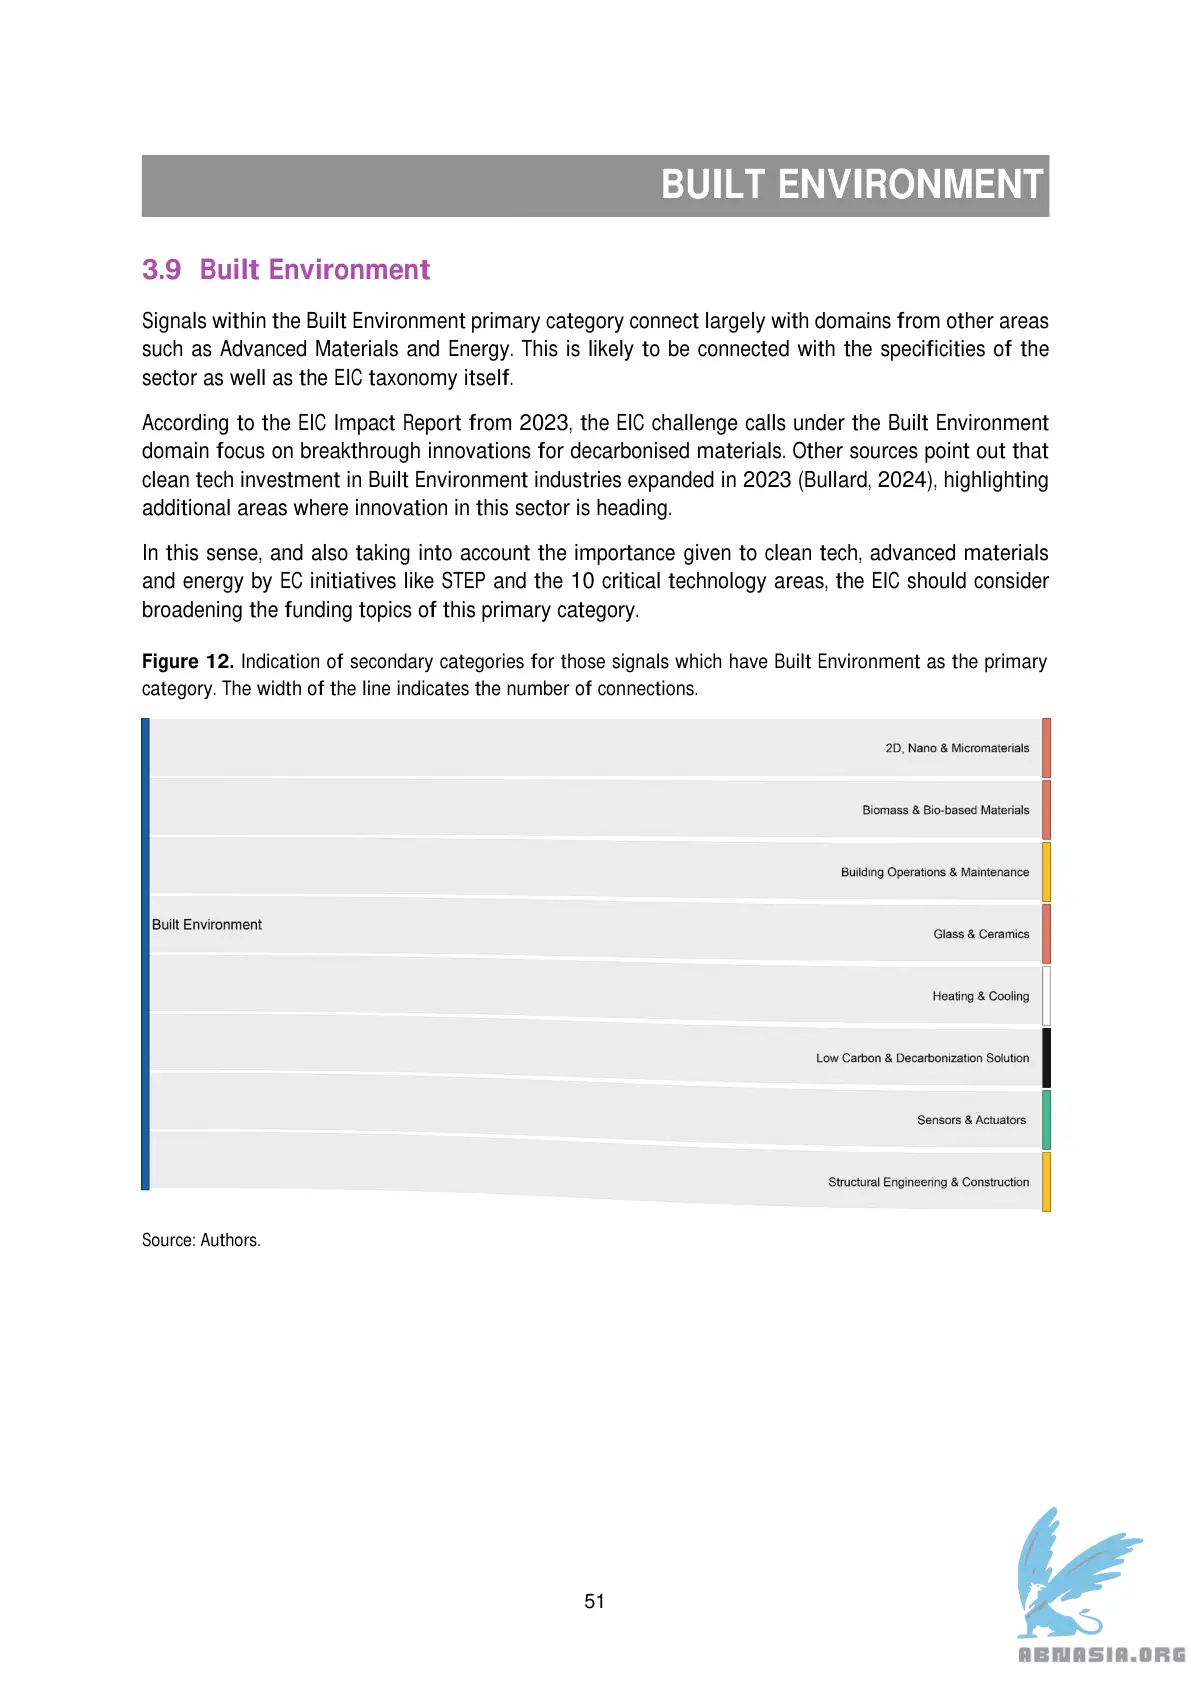 BUILT ENVIRONMENT
3.9 Built Environment
Signals within the Built Environment primary category connect largely with domains from other areas
such as Advanced Materials and Energy. This is likely to be connected with the specificities of the
sector as well as the EIC taxonomy itself.
According to the EIC Impact Report from 2023, the EIC challenge calls under the Built Environment
domain focus on breakthrough innovations for decarbonised materials. Other sources point out that
clean tech investment in Built Environment industries expanded in 2023 (Bullard, 2024), highlighting
additional areas where innovation in this sector is heading.
In this sense, and also taking into account the importance given to clean tech, advanced materials
and energy by EC initiatives like STEP and the 10 critical technology areas, the EIC should consider
broadening the funding topics of this primary category.
Figure 12. Indication of secondary categories for those signals which have Built Environment as the primary
category. The width of the line indicates the number of connections.
2D, Nano & Micromaterials
Biomass & Bio-based Materials
Building Operations & Maintenance
Built Environment
Glass & Ceramics
Heating & Cooling
Low Carbon & Decarbonization Solution
Sensors & Actuators
Structural Engineering & Construction
Source: Authors.
51
ABNASIA.ORG